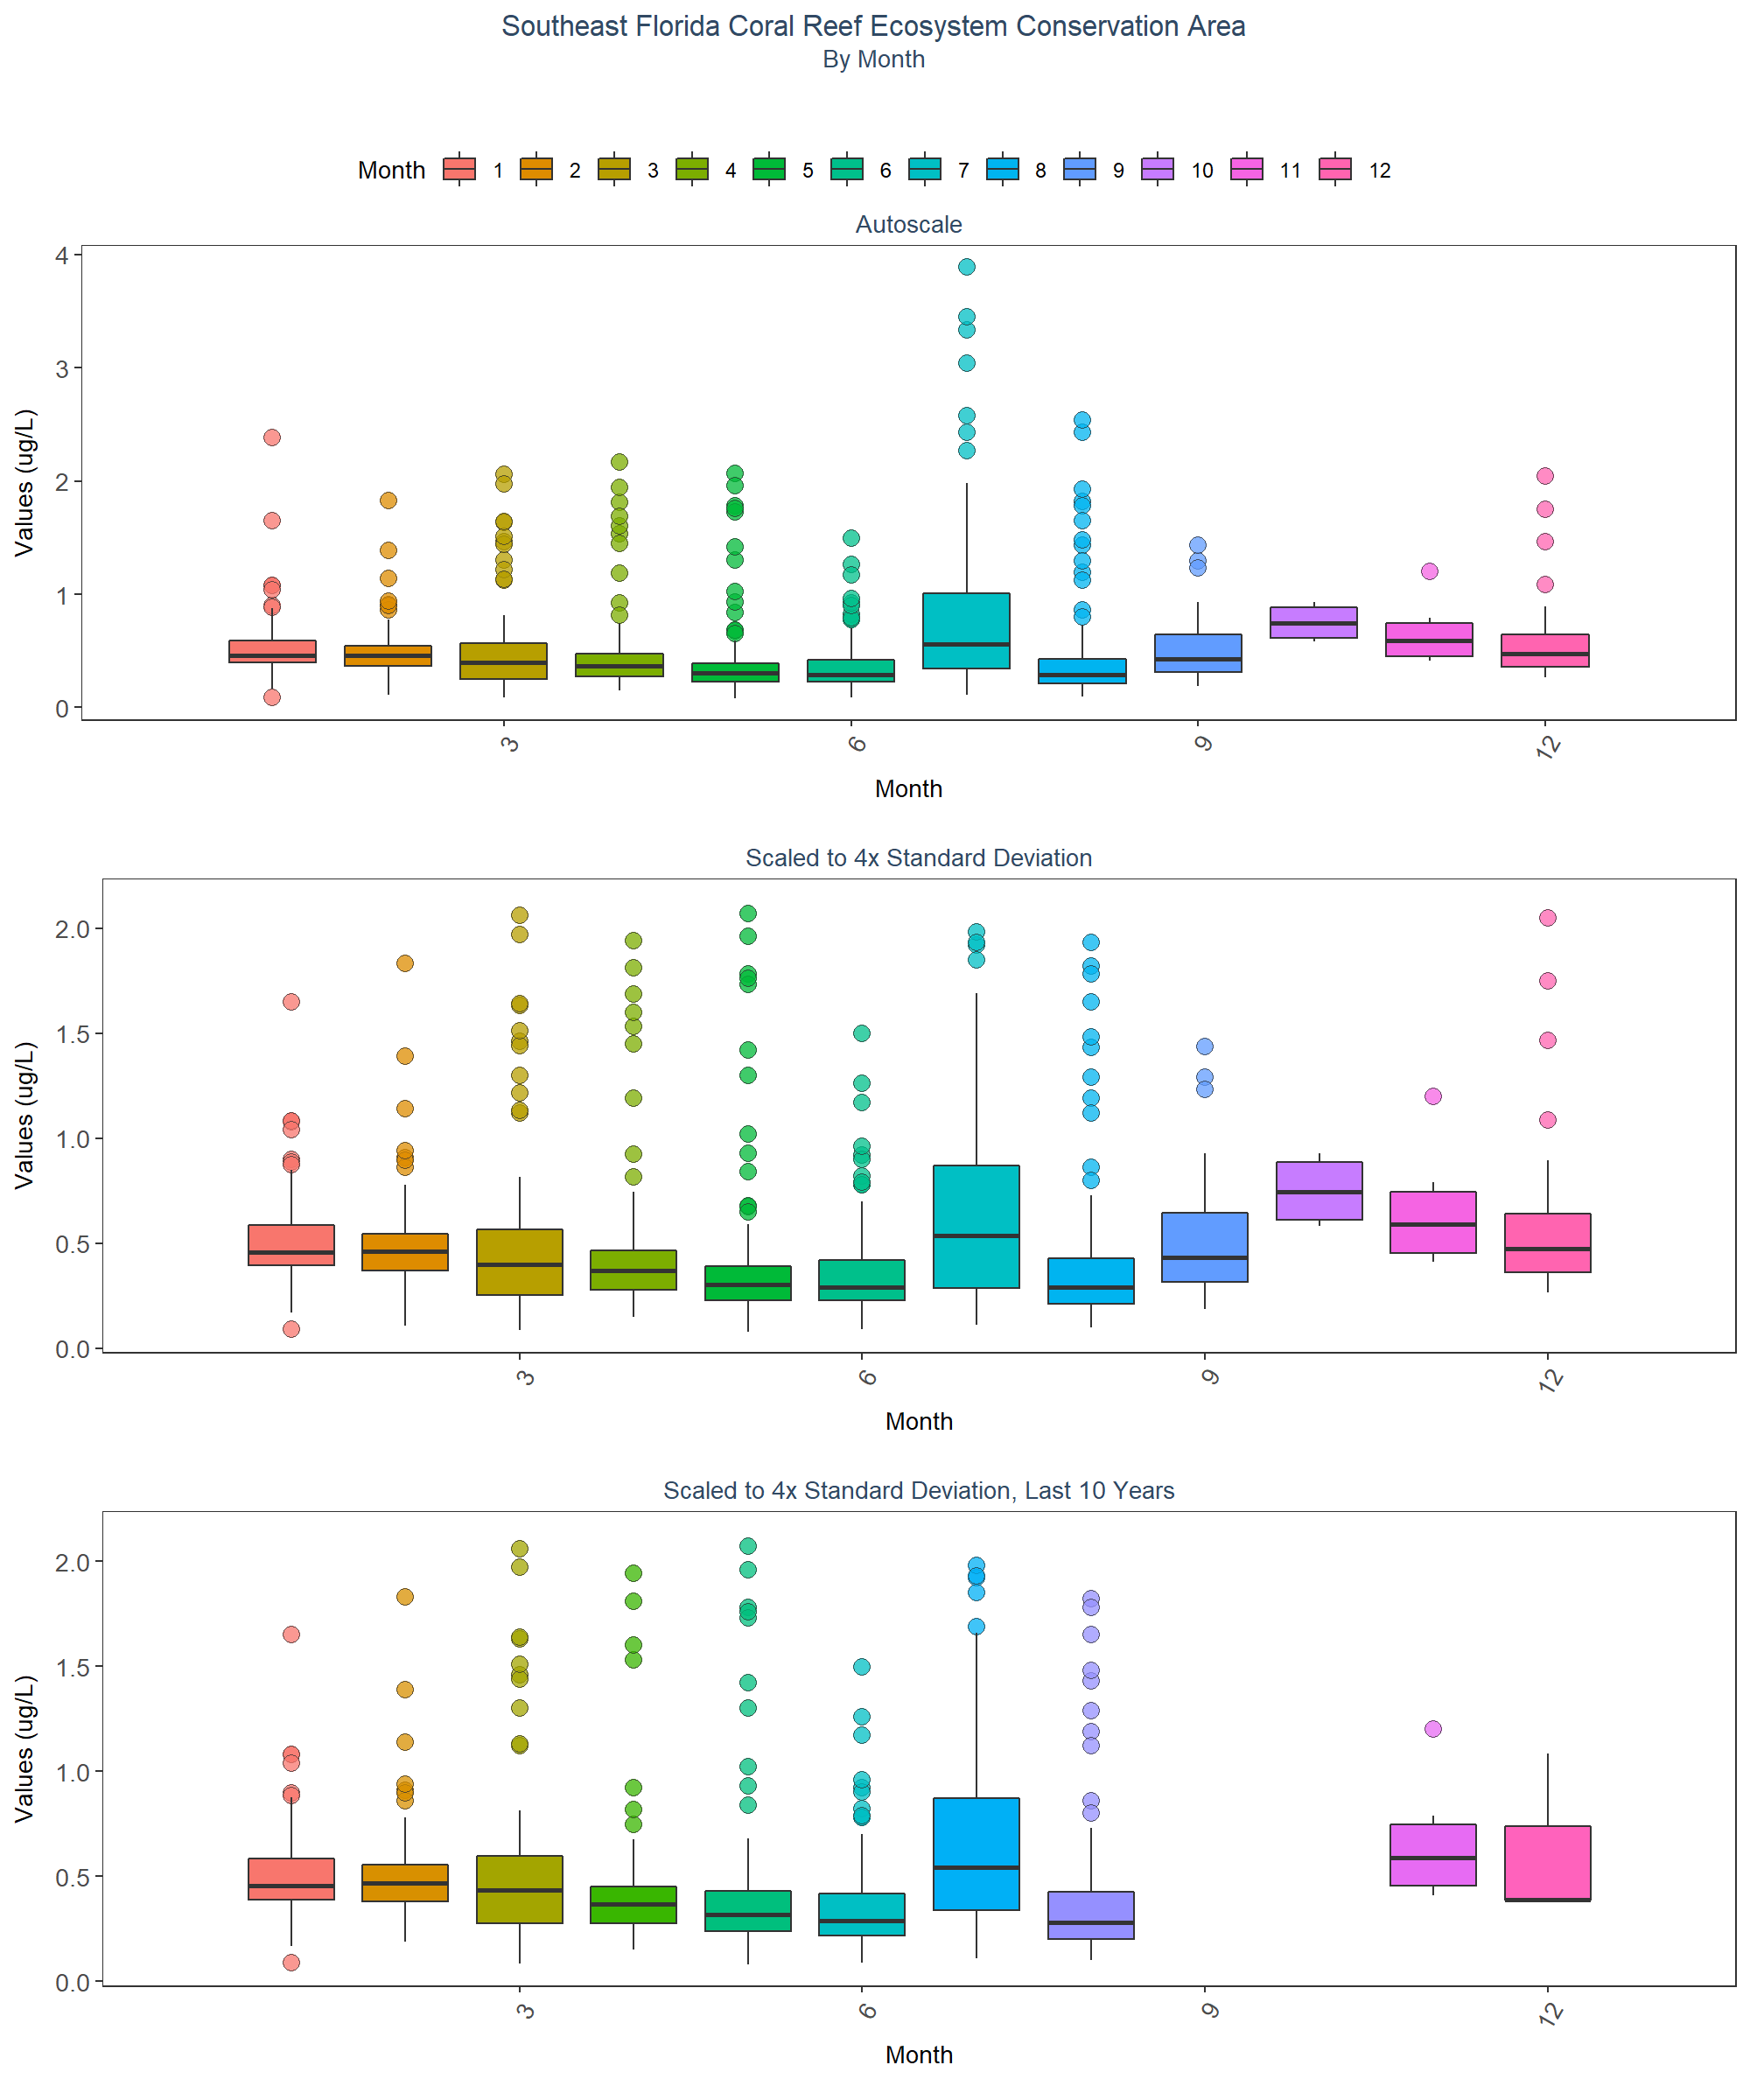 Southeast Florida Coral Reef Ecosystem Conservation Area
By Month
Month 1 2 3 4 5 6 7 8 9 10 11 12
Autoscale
Values (ug/L)
4
3
2
1
0
3 6 9 12
Month
Scaled to 4x Standard Deviation
Values (ug/L)
2.0
1.5
1.0
0.5
0.0
3 6 9 12
Month
Scaled to 4x Standard Deviation, Last 10 Years
Values (ug/L)
2.0
1.5
1.0
0.5
0.0
3 6 9 12
Month